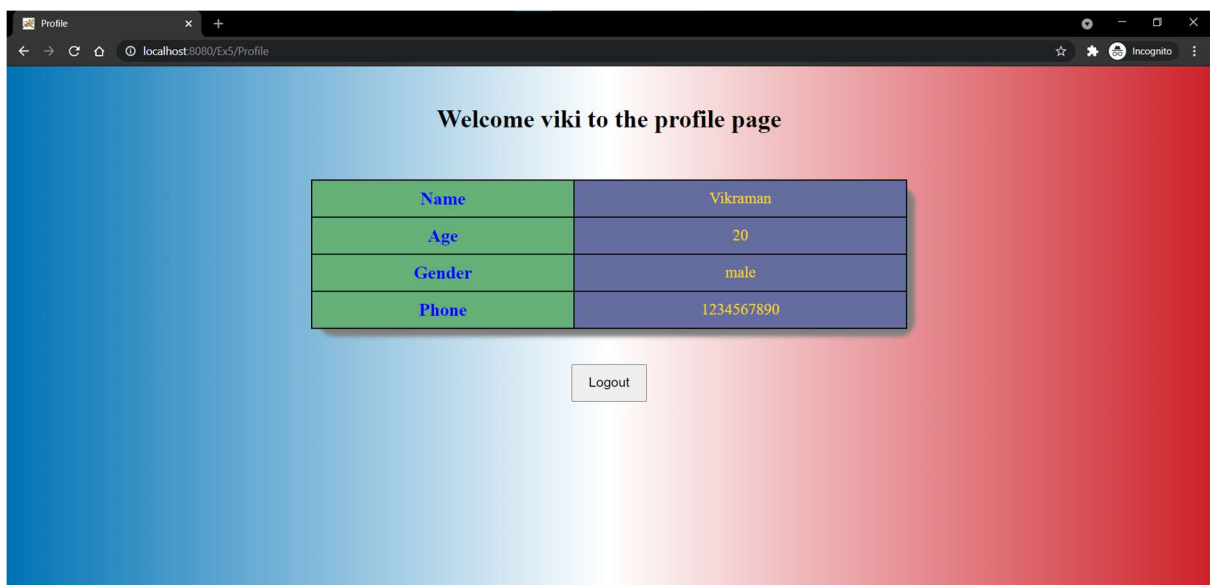 Profile
localhost:8080/Ex5/Profile
Incognito
Welcome viki to the profile page
Name Vikraman
Age 20
Gender male
Phone 1234567890
Logout